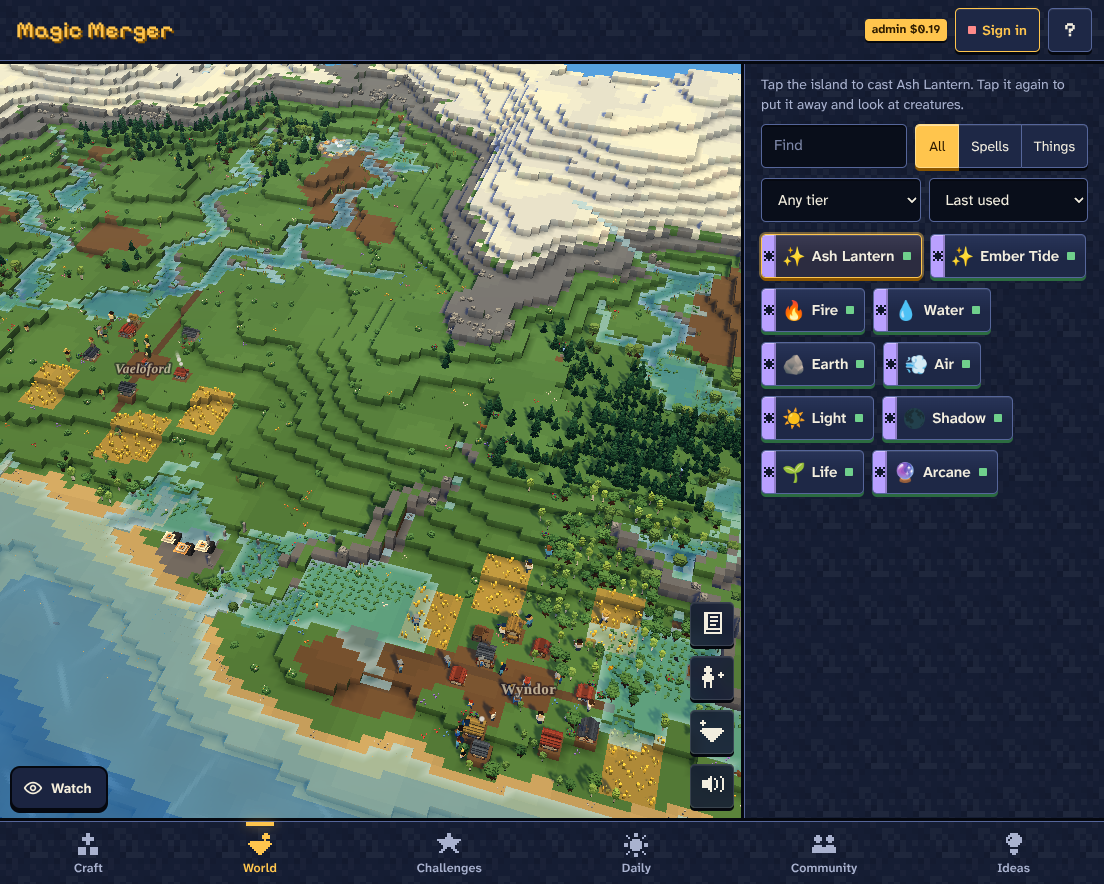 Magic Merger
admin $0.19
Sign in
?
Tap the island to cast Ash Lantern. Tap it again to
put it away and look at creatures.
Find
All
Spells
Things
Any tier
Last used
Ash Lantern
Ember Tide
Fire
Water
Earth
Air
Light
Shadow
Life
Arcane
Vaeloford
Wyndor
Watch
Craft
World
Challenges
Daily
Community
Ideas